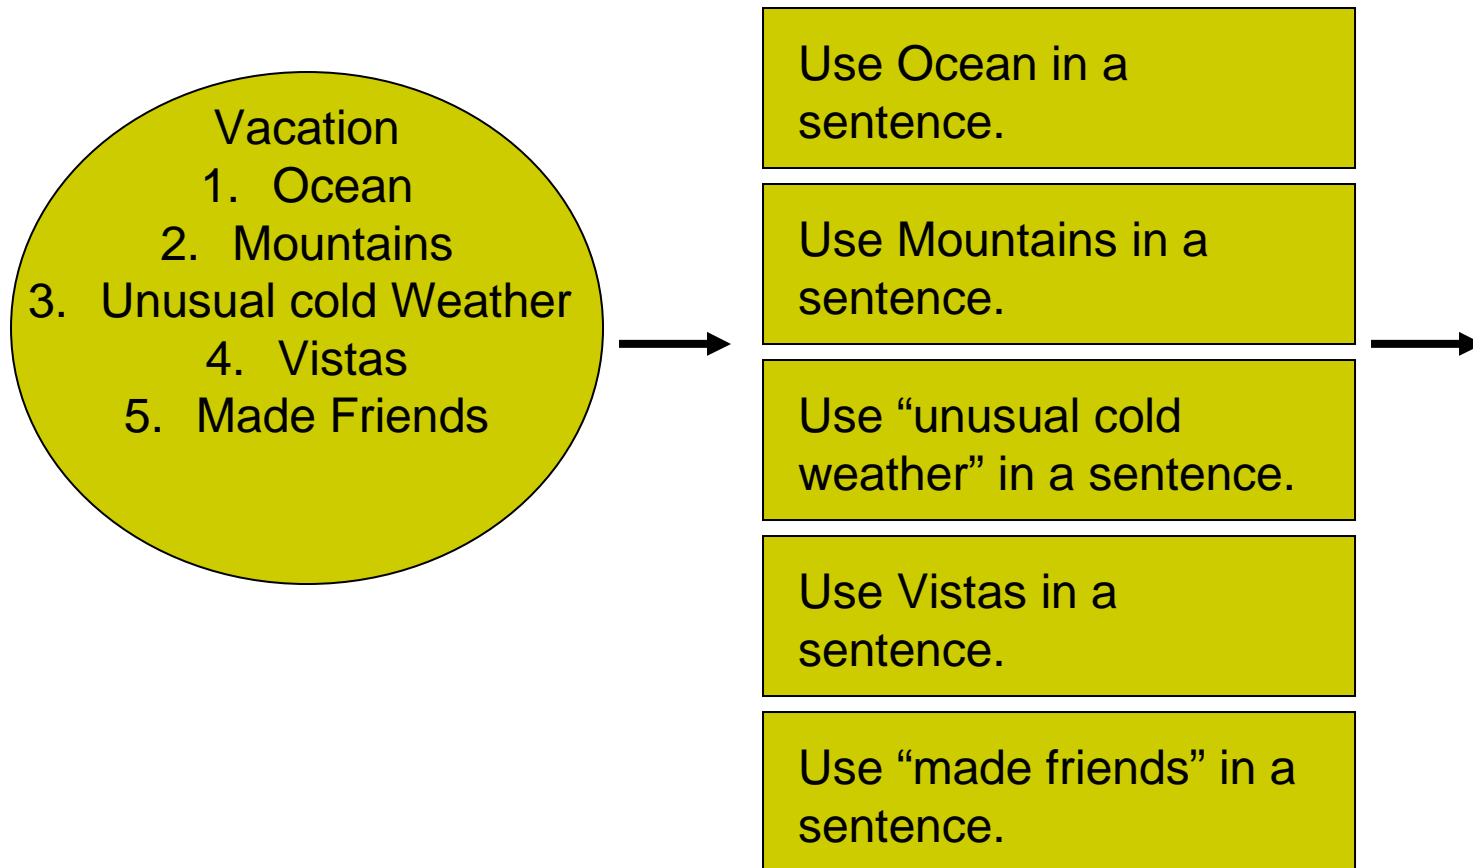 Vacation
1. Ocean
2. Mountains
3. Unusual cold Weather
4. Vistas
5. Made Friends
Use Ocean in a
sentence.
Use Mountains in a
sentence.
Use “unusual cold
weather” in a sentence.
Use Vistas in a
sentence.
Use “made friends” in a
sentence.